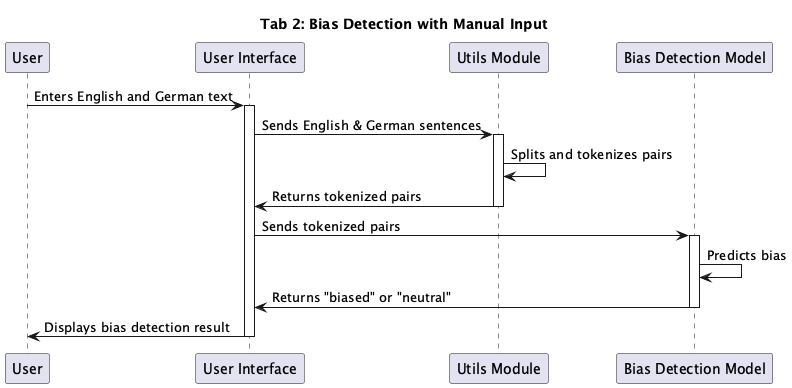 Tab 2: Bias Detection with Manual Input
User
User Interface
Utils Module
Bias Detection Model
Enters English and German text
Sends English & German sentences
Splits and tokenizes pairs
Returns tokenized pairs
Sends tokenized pairs
Predicts bias
Returns "biased" or "neutral"
Displays bias detection result
User
User Interface
Utils Module
Bias Detection Model